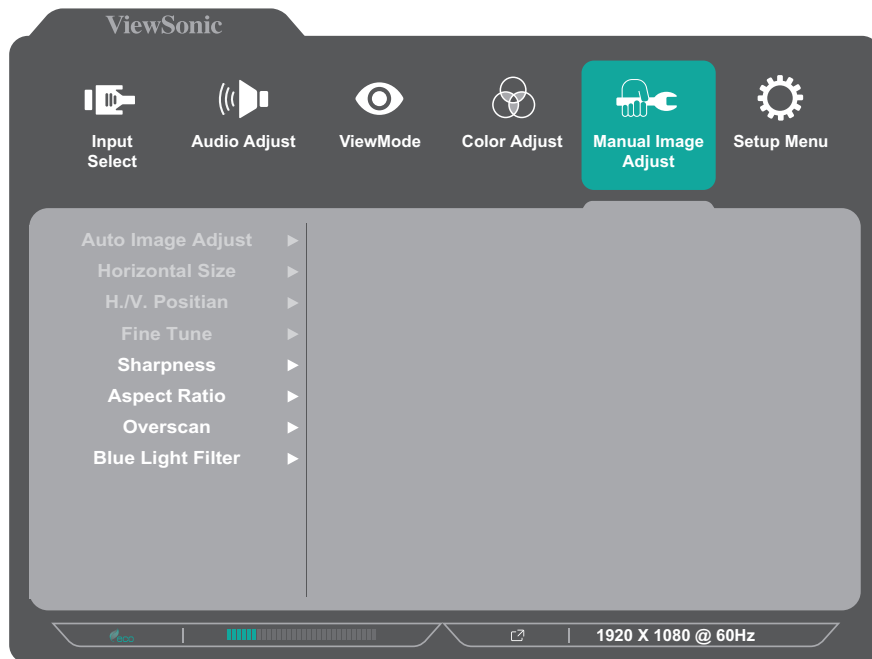 ViewSonic
Input
Select
Audio Adjust
ViewMode
Color Adjust
Manual Image
Adjust
Setup Menu
Auto Image Adjust
Horizontal Size
H./V. Positian
Fine Tune
Sharpness
Aspect Ratio
Overscan
Blue Light Filter
eco
1920 X 1080 @ 60Hz